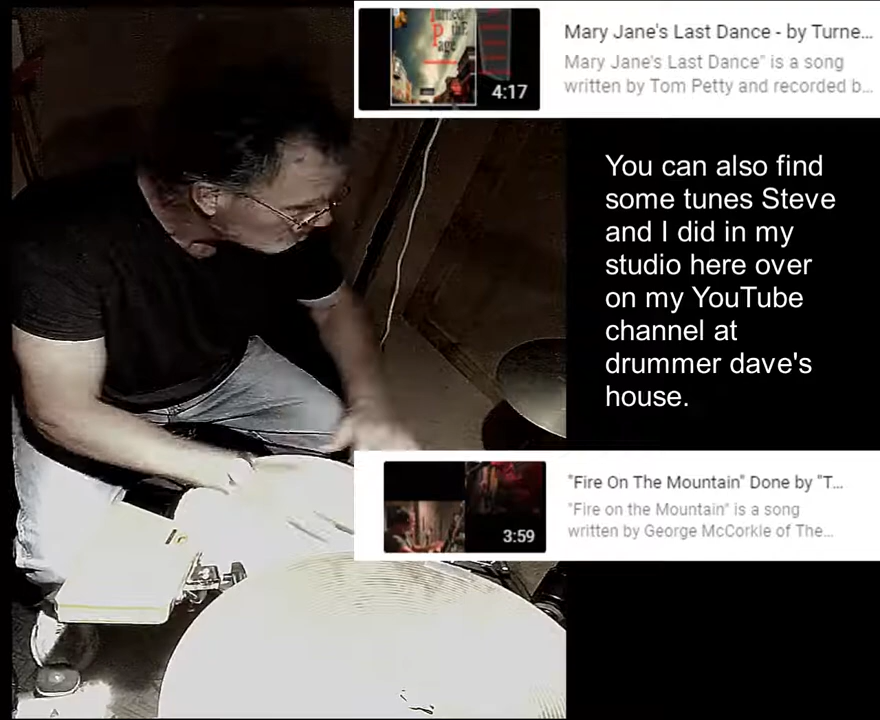 Turned
thE
Page
4:17
Mary Jane's Last Dance - by Turne...
Mary Jane's Last Dance" is a song
written by Tom Petty and recorded b...
You can also find
some tunes Steve
and I did in my
studio here over
on my YouTube
channel at
drummer dave's
house.
3:59
"Fire On The Mountain" Done by "T...
"Fire on the Mountain" is a song
written by George McCorkle of The...